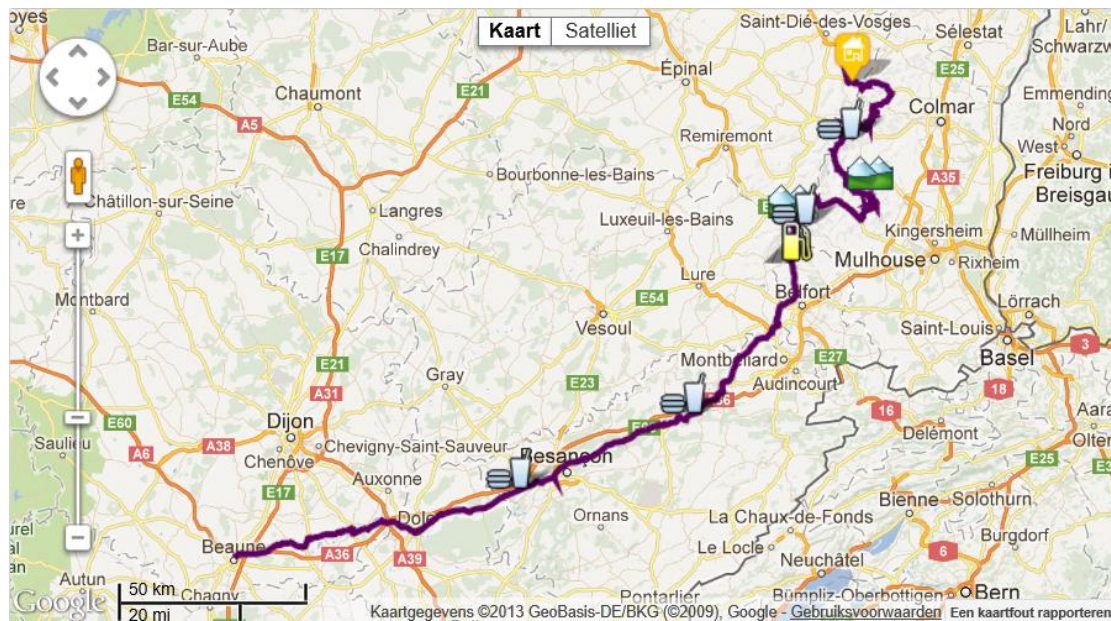 Kaart
Satelliet
Saint-Dié-des-Vosges
Sélestat
Lahr/
Schwarzw
Bar-sur-Aube
E54
Chaumont
E21
Épinal
E25
Emmending
A5
Colmar
Nord
West
Remiremont
Freiburg i
Breisgau
Bourbonne-les-Bains
A35
Châtillon-sur-Seine
Langres
Luxeuil-les-Bains
Kingersheim
Müllheim
Chalindrey
E17
Mulhouse
Rixheim
Lure
Montbard
E54
Belfort
Lörrach
Vesoul
Saint-Louis
Basel
3
E21
Montbéliard
E27
A31
Gray
E23
Audincourt
18
E60
Dijon
A36
16
Saulieu
A38
Chevigny-Saint-Sauveur
Delémont
Aara
Olten
A6
Chenôve
Besançon
E25
E3
E17
Auxonne
Bienne
Solothurn
Dole
Ornans
La Chaux-de-Fonds
Burgdorf
Beaune
A36
A39
Le Locle
6
Autun
Neuchâtel
Bern
50 km
Chagny
Pontarlier
Bümpliz-Oberbottigen
Google
20 mi
Kaartgegevens ©2013 GeoBasis-DE/BKG (©2009), Google - Gebruiksvoorwaarden
Een kaartfout rapporteren